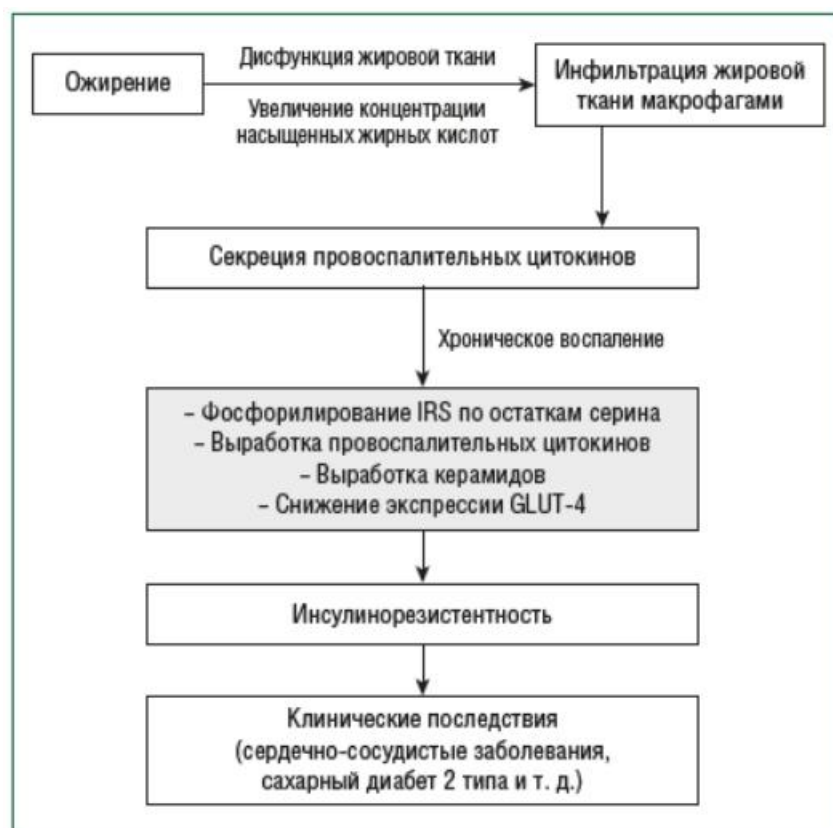 Ожирение
Дисфункция жировой ткани
Увеличение концентрации
насыщенных жирных кислот
Инфильтрация жировой
ткани макрофагами
Секреция провоспалительных цитокинов
Хроническое воспаление
– Фосфорилирование IRS по остаткам серина
– Выработка провоспалительных цитокинов
– Выработка керамидов
– Снижение экспрессии GLUT-4
Инсулинорезистентность
Клинические последствия
(сердечно-сосудистые заболевания,
сахарный диабет 2 типа и т. д.)